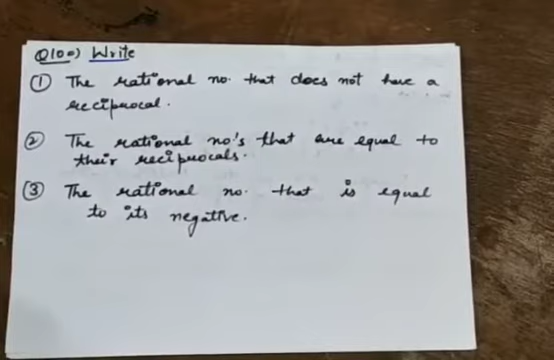 Q10=) Write
① The rational no. that does not have a
reciprocal.
② The rational no's that are equal to
their reciprocals.
③ The rational no. that is equal
to its negative.